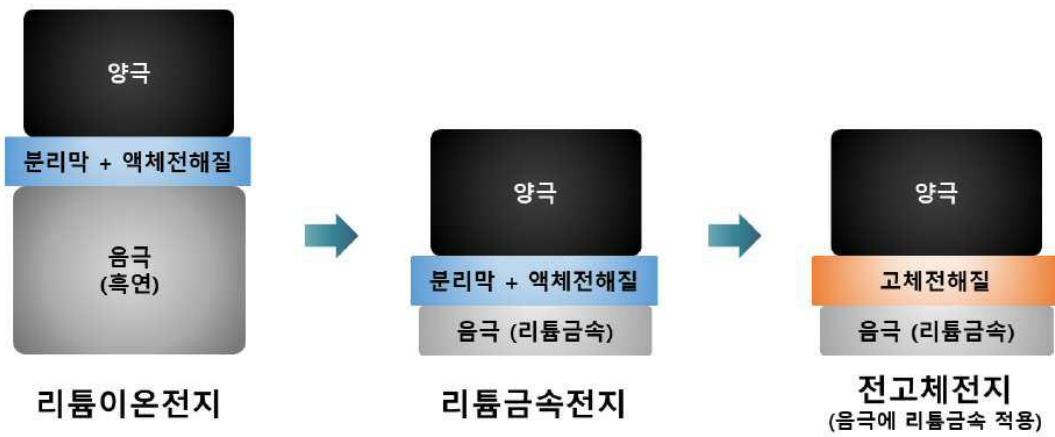 양극
분리막 + 액체전해질
음극
(흑연)
리튬이온전지
양극
분리막 + 액체전해질
음극 (리튬금속)
리튬금속전지
양극
고체전해질
음극 (리튬금속)
전고체전지
(음극에 리튬금속 적용)